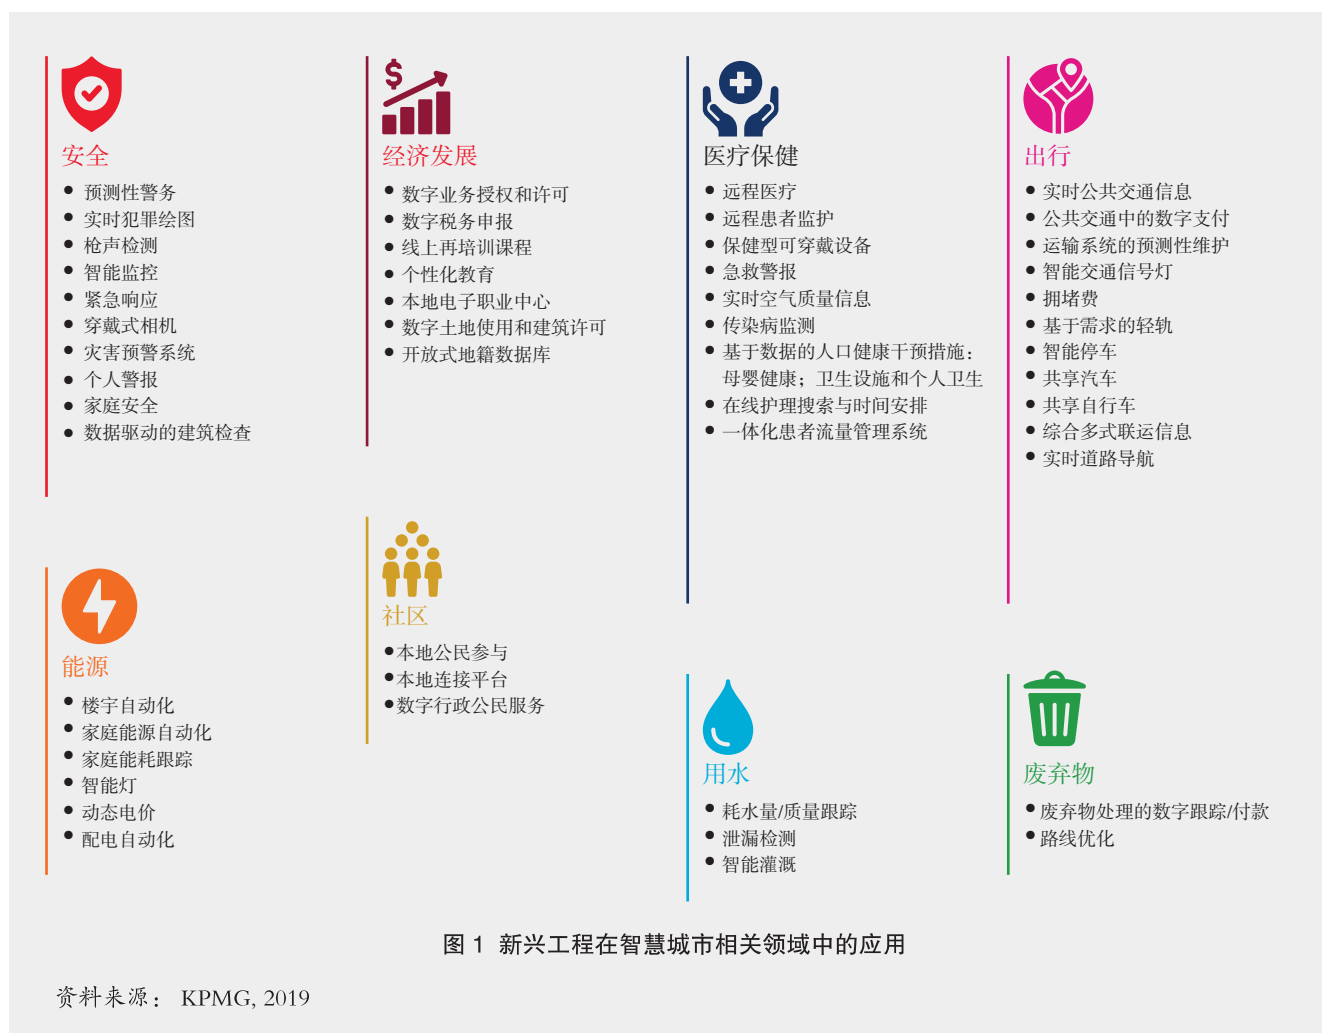 安全
预测性警务
实时犯罪绘图
枪声检测
智能监控
紧急响应
穿戴式相机
灾害预警系统
个人警报
家庭安全
数据驱动的建筑检查
经济发展
数字业务授权和许可
数字税务申报
线上再培训课程
个性化教育
本地电子职业中心
数字土地使用和建筑许可
开放式地籍数据库
医疗保健
远程医疗
远程患者监护
保健型可穿戴设备
急救警报
实时空气质量信息
传染病监测
基于数据的人口健康干预措施：
母婴健康；卫生设施和个人卫生
在线护理搜索与时间安排
一体化患者流量管理系统
出行
实时公共交通信息
公共交通中的数字支付
运输系统的预测性维护
智能交通信号灯
拥堵费
基于需求的轻轨
智能停车
共享汽车
共享自行车
综合多式联运信息
实时道路导航
能源
楼宇自动化
家庭能源自动化
家庭能耗跟踪
智能灯
动态电价
配电自动化
社区
本地公民参与
本地连接平台
数字行政公民服务
用水
耗水量/质量跟踪
泄漏检测
智能灌溉
废弃物
废弃物处理的数字跟踪/付款
路线优化
图 1 新兴工程在智慧城市相关领域中的应用
资料来源： KPMG, 2019